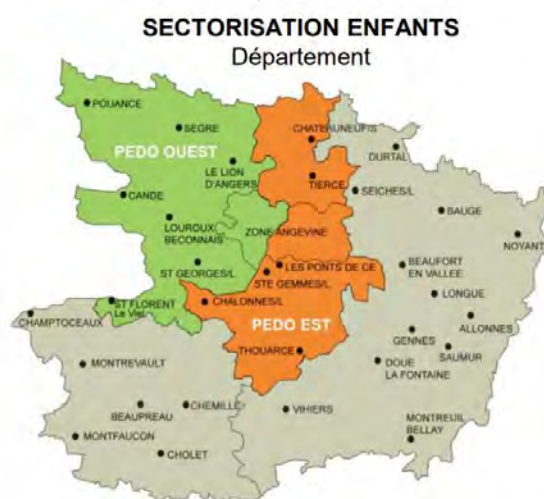 SECTORISATION ENFANTS
Département
POUANCE
SEGRE
CHATEAUNEUF/S
PEDO OUEST
DURTAL
LE LION
D'ANGERS
TIERCE
SEICHES/L
CANDE
BAUGE
LOUROUX
BECONNAIS
ZONE ANGEVINE
NOYANT
ST GEORGES/L
LES PONTS DE CE
BEAUFORT
EN VALLEE
STE GEMMES/L
LONGUE
ST FLORENT
Le Vieil
CHALONNES/L
CHAMPTOCEAUX
PEDO EST
ALLONNES
GENNES
THOUARCE
SAUMUR
MONTREVAULT
DOUE
LA FONTAINE
BEAUPREAU
CHEMILLE
VIHIERS
MONTREUIL
BELLAY
MONTFAUCON
CHOLET